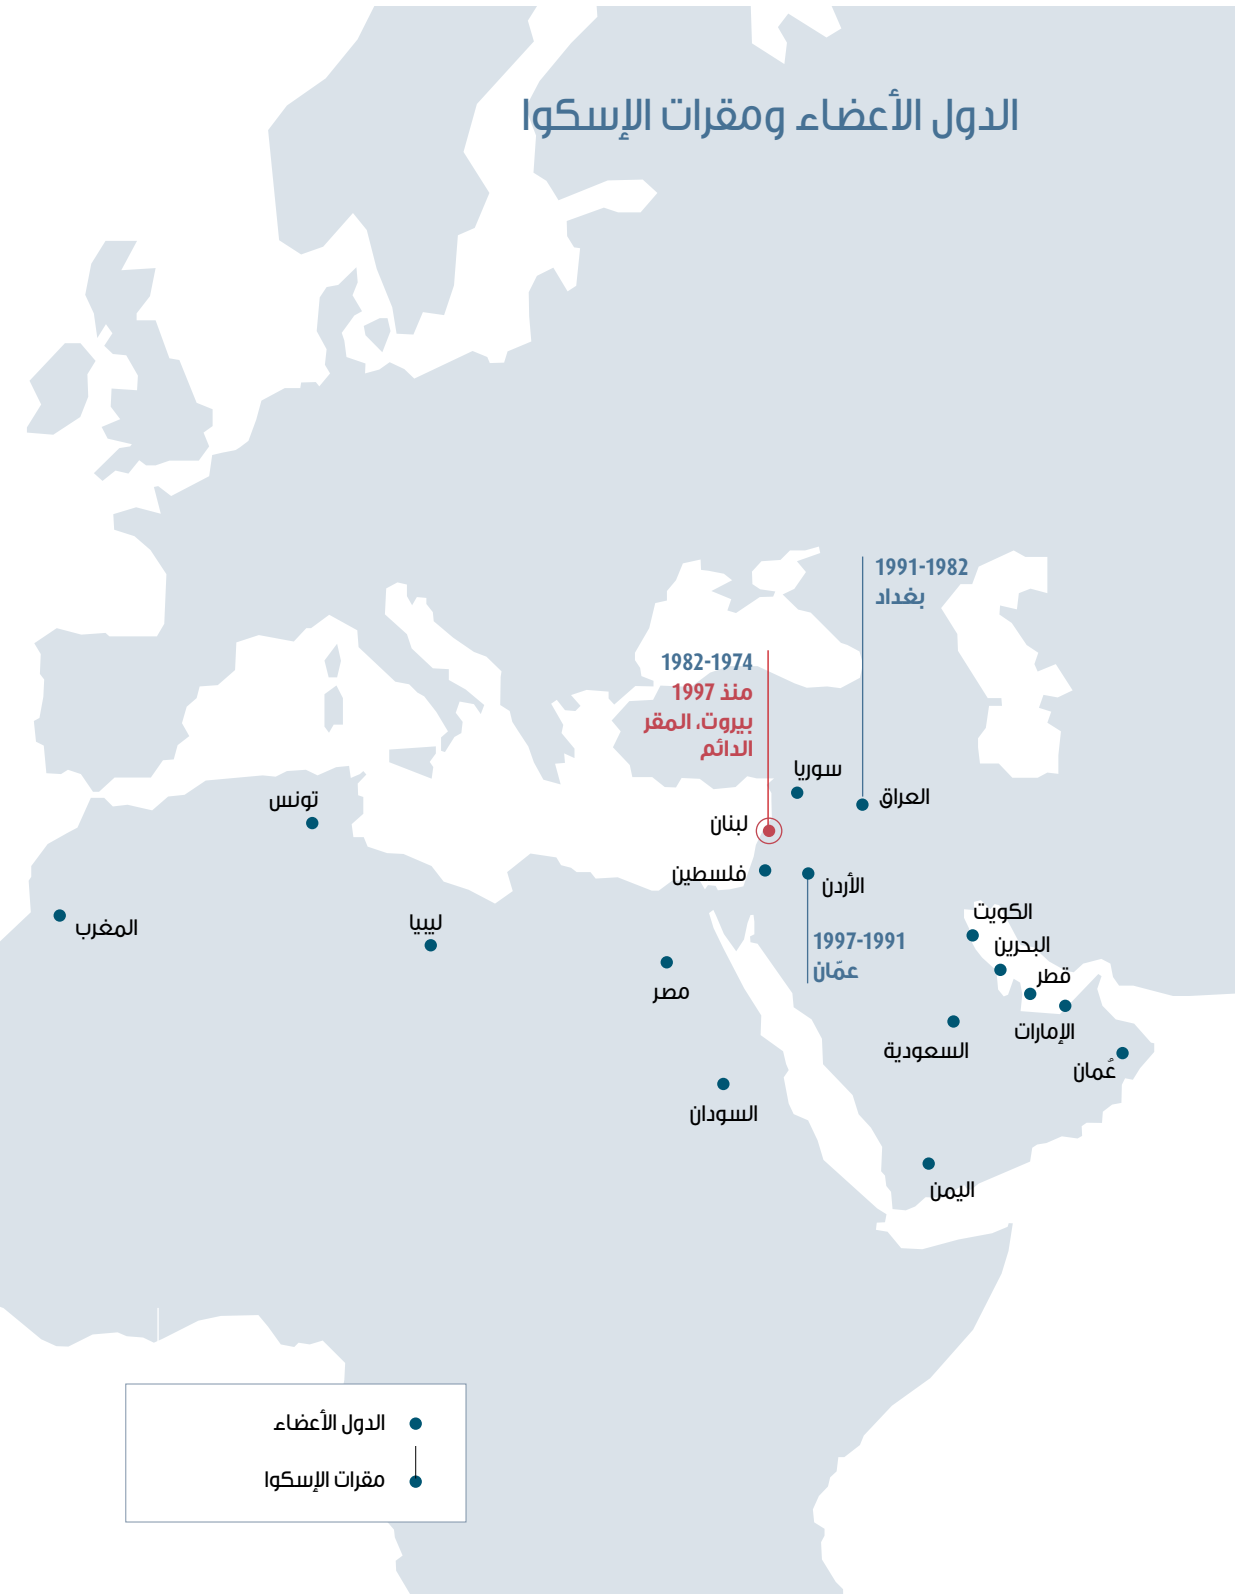 الدول الأعضاء ومقرات الإسكوا
1991-1982
بغداد
1982-1974
منذ 1997
بيروت، المقر
الدائم
سوريا
العراق
تونس
لبنان
فلسطين
الأردن
المغرب
ليبيا
الكويت
1997-1991
عمّان
البحرين
قطر
مصر
الإمارات
السعودية
عُمان
السودان
اليمن
الدول الأعضاء
مقرات الإسكوا